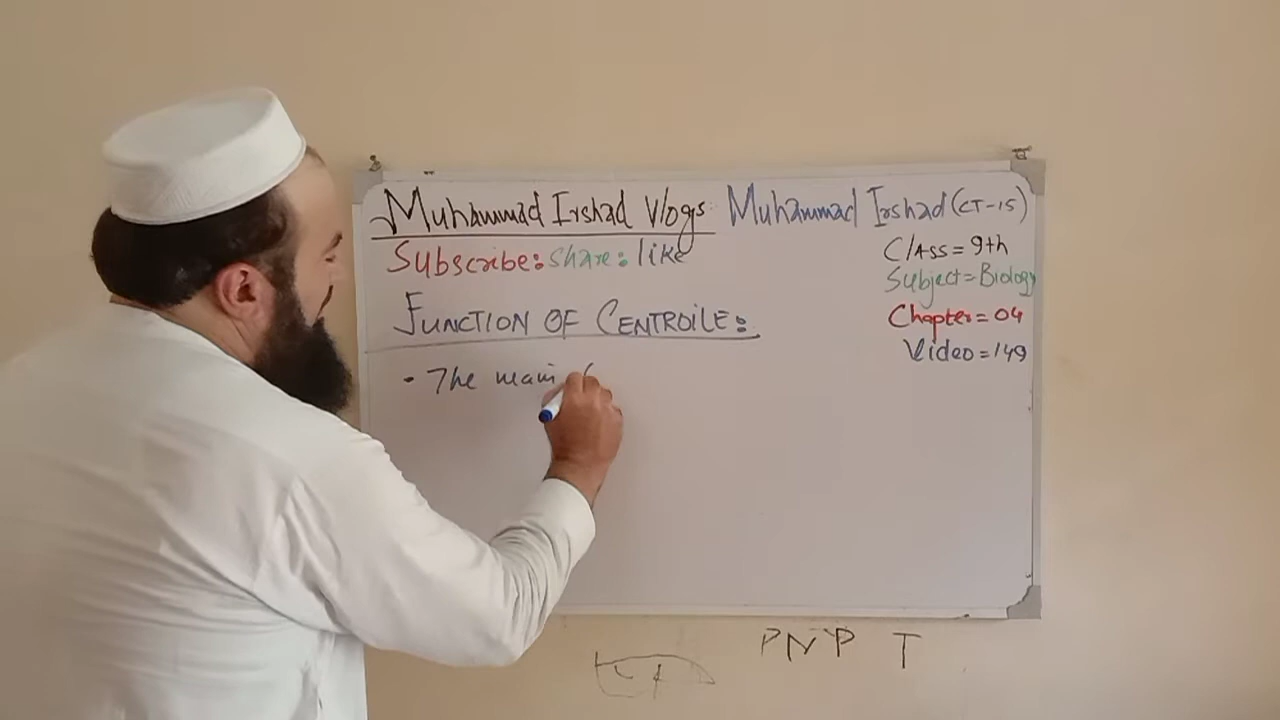 Muhammad Irshad Vlogs: Muhammad Irshad (CT-15)
Subscribe: share: like
Class = 9th
Subject = Biology
FUNCTION OF CENTROILE:
Chapter = 04
Video = 149
• The main
PNP T